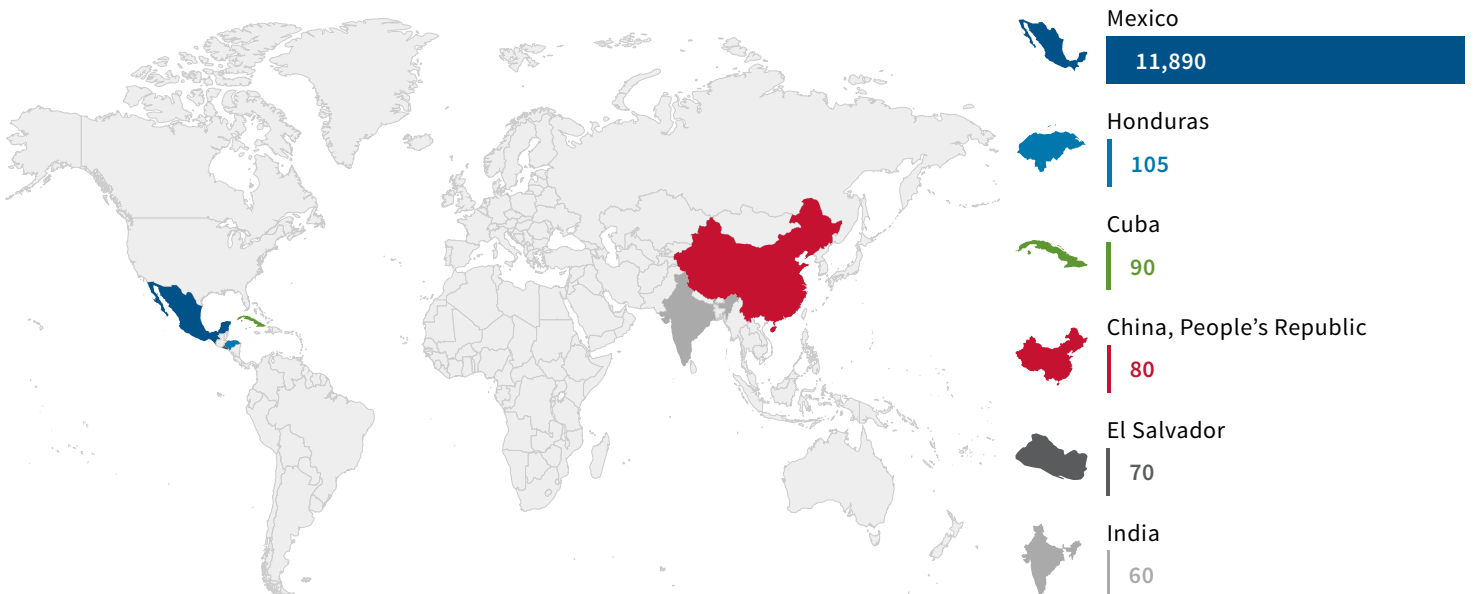 Mexico
11,890
Honduras
105
Cuba
90
China, People’s Republic
80
El Salvador
70
India
60